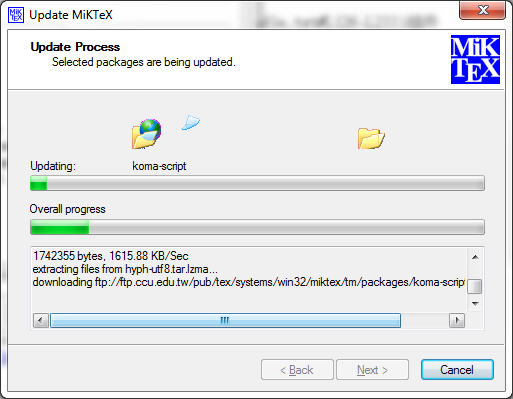 Update MiKTeX
Update Process
Selected packages are being updated.
MiK
TEX
Updating: koma-script
Overall progress
1742355 bytes, 1615.88 KB/Sec
extracting files from hyph-utf8.tar.lzma...
downloading ftp://ftp.ccu.edu.tw/pub/tex/systems/win32/miktex/tm/packages/koma-script
< Back
Next >
Cancel